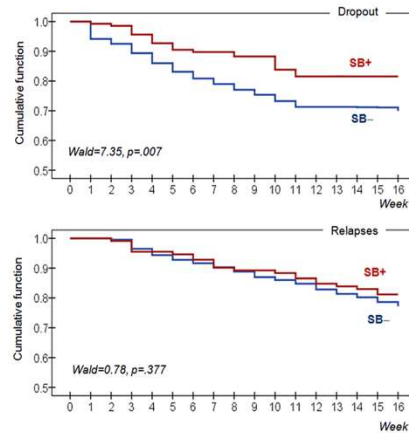 Dropout
Cumulative function
1.0
0.9
0.8
0.7
0.6
0.5
SB+
SB–
Wald=7.35, p=.007
0 1 2 3 4 5 6 7 8 9 10 11 12 13 14 15 16
Week
Relapses
Cumulative function
1.0
0.9
0.8
0.7
0.6
0.5
SB+
SB–
Wald=0.78, p=.377
0 1 2 3 4 5 6 7 8 9 10 11 12 13 14 15 16
Week